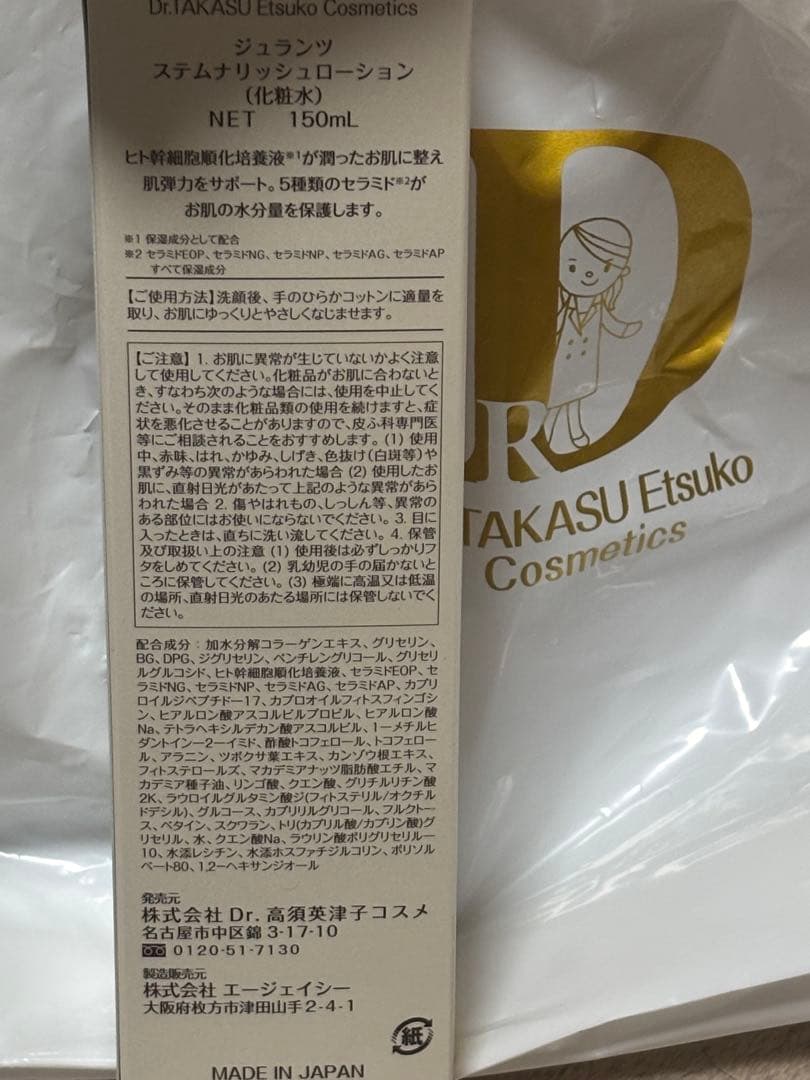 Dr.TAKASU Etsuko Cosmetics
ジュランツ
ステムナリッシュローション
（化粧水）
NET 150mL
ヒト幹細胞順化培養液※1が潤ったお肌に整え
肌弾力をサポート。5種類のセラミド※2が
お肌の水分量を保護します。
※1 保湿成分として配合
※2 セラミドEOP、セラミドNG、セラミドNP、セラミドAG、セラミドAP
すべて保湿成分
【ご使用方法】洗顔後、手のひらかコットンに適量を
取り、お肌にゆっくりとやさしくなじませます。
【ご注意】 1. お肌に異常が生じていないかよく注意
して使用してください。化粧品がお肌に合わないと
き、すなわち次のような場合には、使用を中止してく
ださい。そのまま化粧品類の使用を続けますと、症
状を悪化させることがありますので、皮ふ科専門医
等にご相談されることをおすすめします。(1) 使用
中、赤味、はれ、かゆみ、しげき、色抜け（白斑等）や
黒ずみ等の異常があらわれた場合 (2) 使用したお
肌に、直射日光があたって上記のような異常があら
われた場合 2. 傷やはれもの、しっしん等、異常の
ある部位にはお使いにならないでください。3. 目に
入ったときは、直ちに洗い流してください。4. 保管
及び取扱い上の注意 (1) 使用後は必ずしっかりフ
タをしめてください。(2) 乳幼児の手の届かないと
ころに保管してください。(3) 極端に高温又は低温
の場所、直射日光のあたる場所には保管しないでく
ださい。
配合成分：加水分解コラーゲンエキス、グリセリン、
BG、DPG、ジグリセリン、ペンチレングリコール、グリセリ
ルグルコシド、ヒト幹細胞順化培養液、セラミドEOP、セ
ラミドNG、セラミドNP、セラミドAG、セラミドAP、カプリ
ロイルジペプチドー17、カプロオイルフィトスフィンゴシ
ン、ヒアルロン酸アスコルビルプロピル、ヒアルロン酸
Na、テトラヘキシルデカン酸アスコルビル、1ーメチルヒ
ダントインー2ーイミド、酢酸トコフェロール、トコフェロ
ール、アラニン、ツボクサ葉エキス、カンゾウ根エキス、
フィトステロールズ、マカデミアナッツ脂肪酸エチル、マ
カデミア種子油、リンゴ酸、クエン酸、グリチルリチン酸
2K、ラウロイルグルタミン酸ジ(フィトステリル/オクチル
ドデシル)、グルコース、カプリリルグリコール、フルクトー
ス、ベタイン、スクワラン、トリ(カプリル酸/カプリン酸)グ
リセリル、水、クエン酸Na、ラウリン酸ポリグリセリルー
10、水添レシチン、水添ホスファチジルコリン、ポリソル
ベート80、1,2ーヘキサンジオール
発売元
株式会社 Dr. 高須英津子コスメ
名古屋市中区錦 3-17-10
0120-51-7130
製造販売元
株式会社 エージェイシー
大阪府枚方市津田山手2-4-1
紙
MADE IN JAPAN
DR
TAKASU Etsuko
Cosmetics